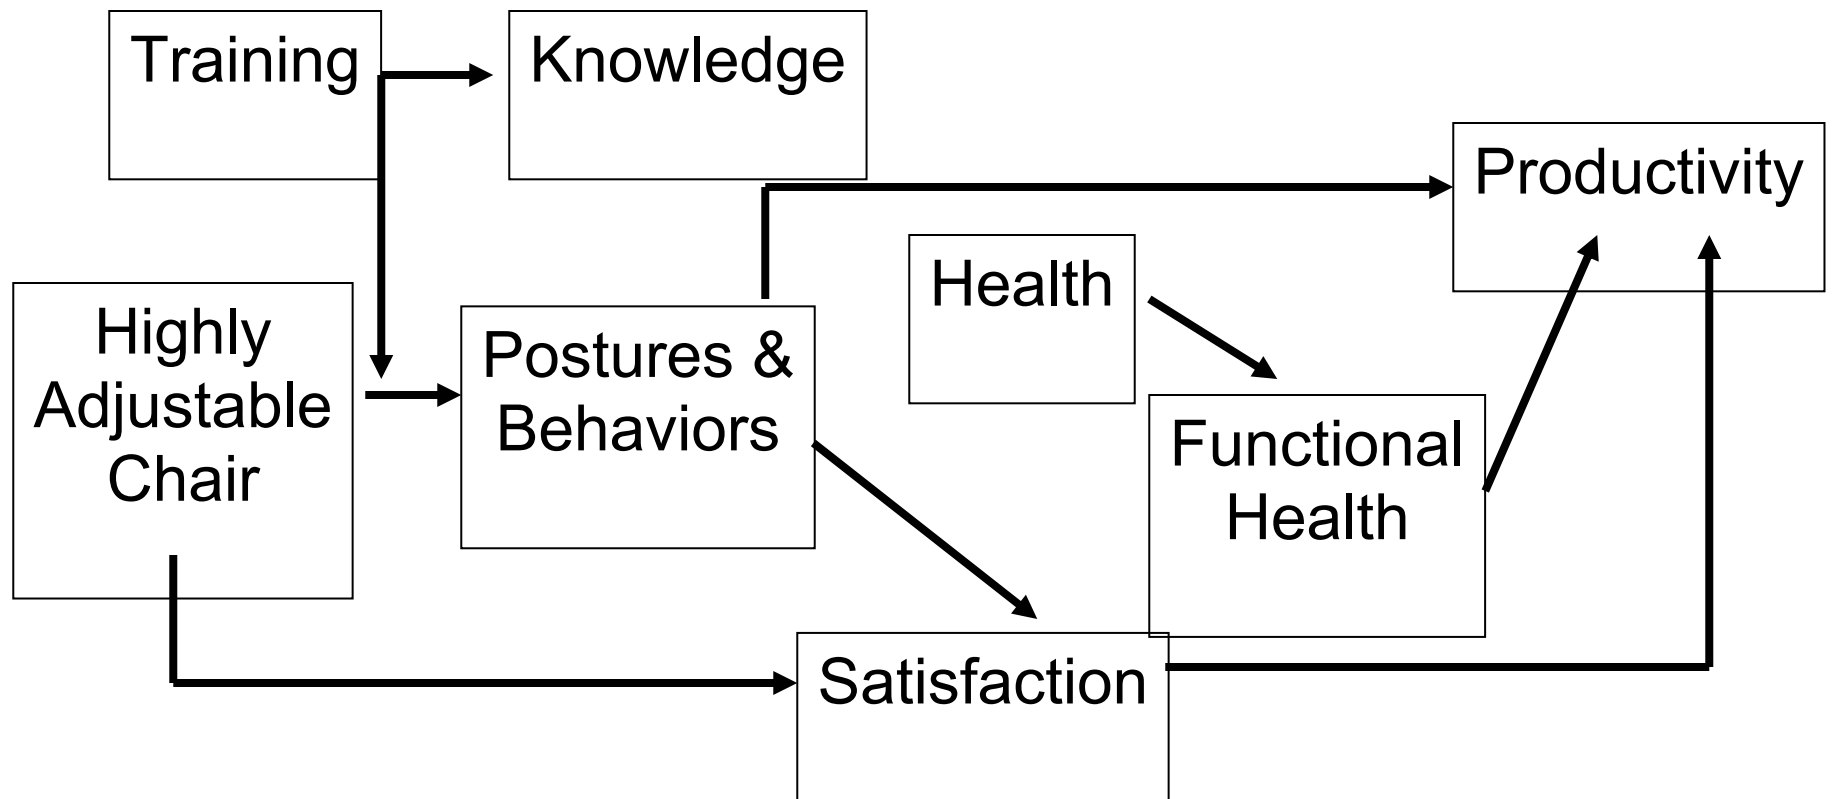 Training
Knowledge
Productivity
Health
Highly
Adjustable
Chair
Postures &
Behaviors
Functional
Health
Satisfaction